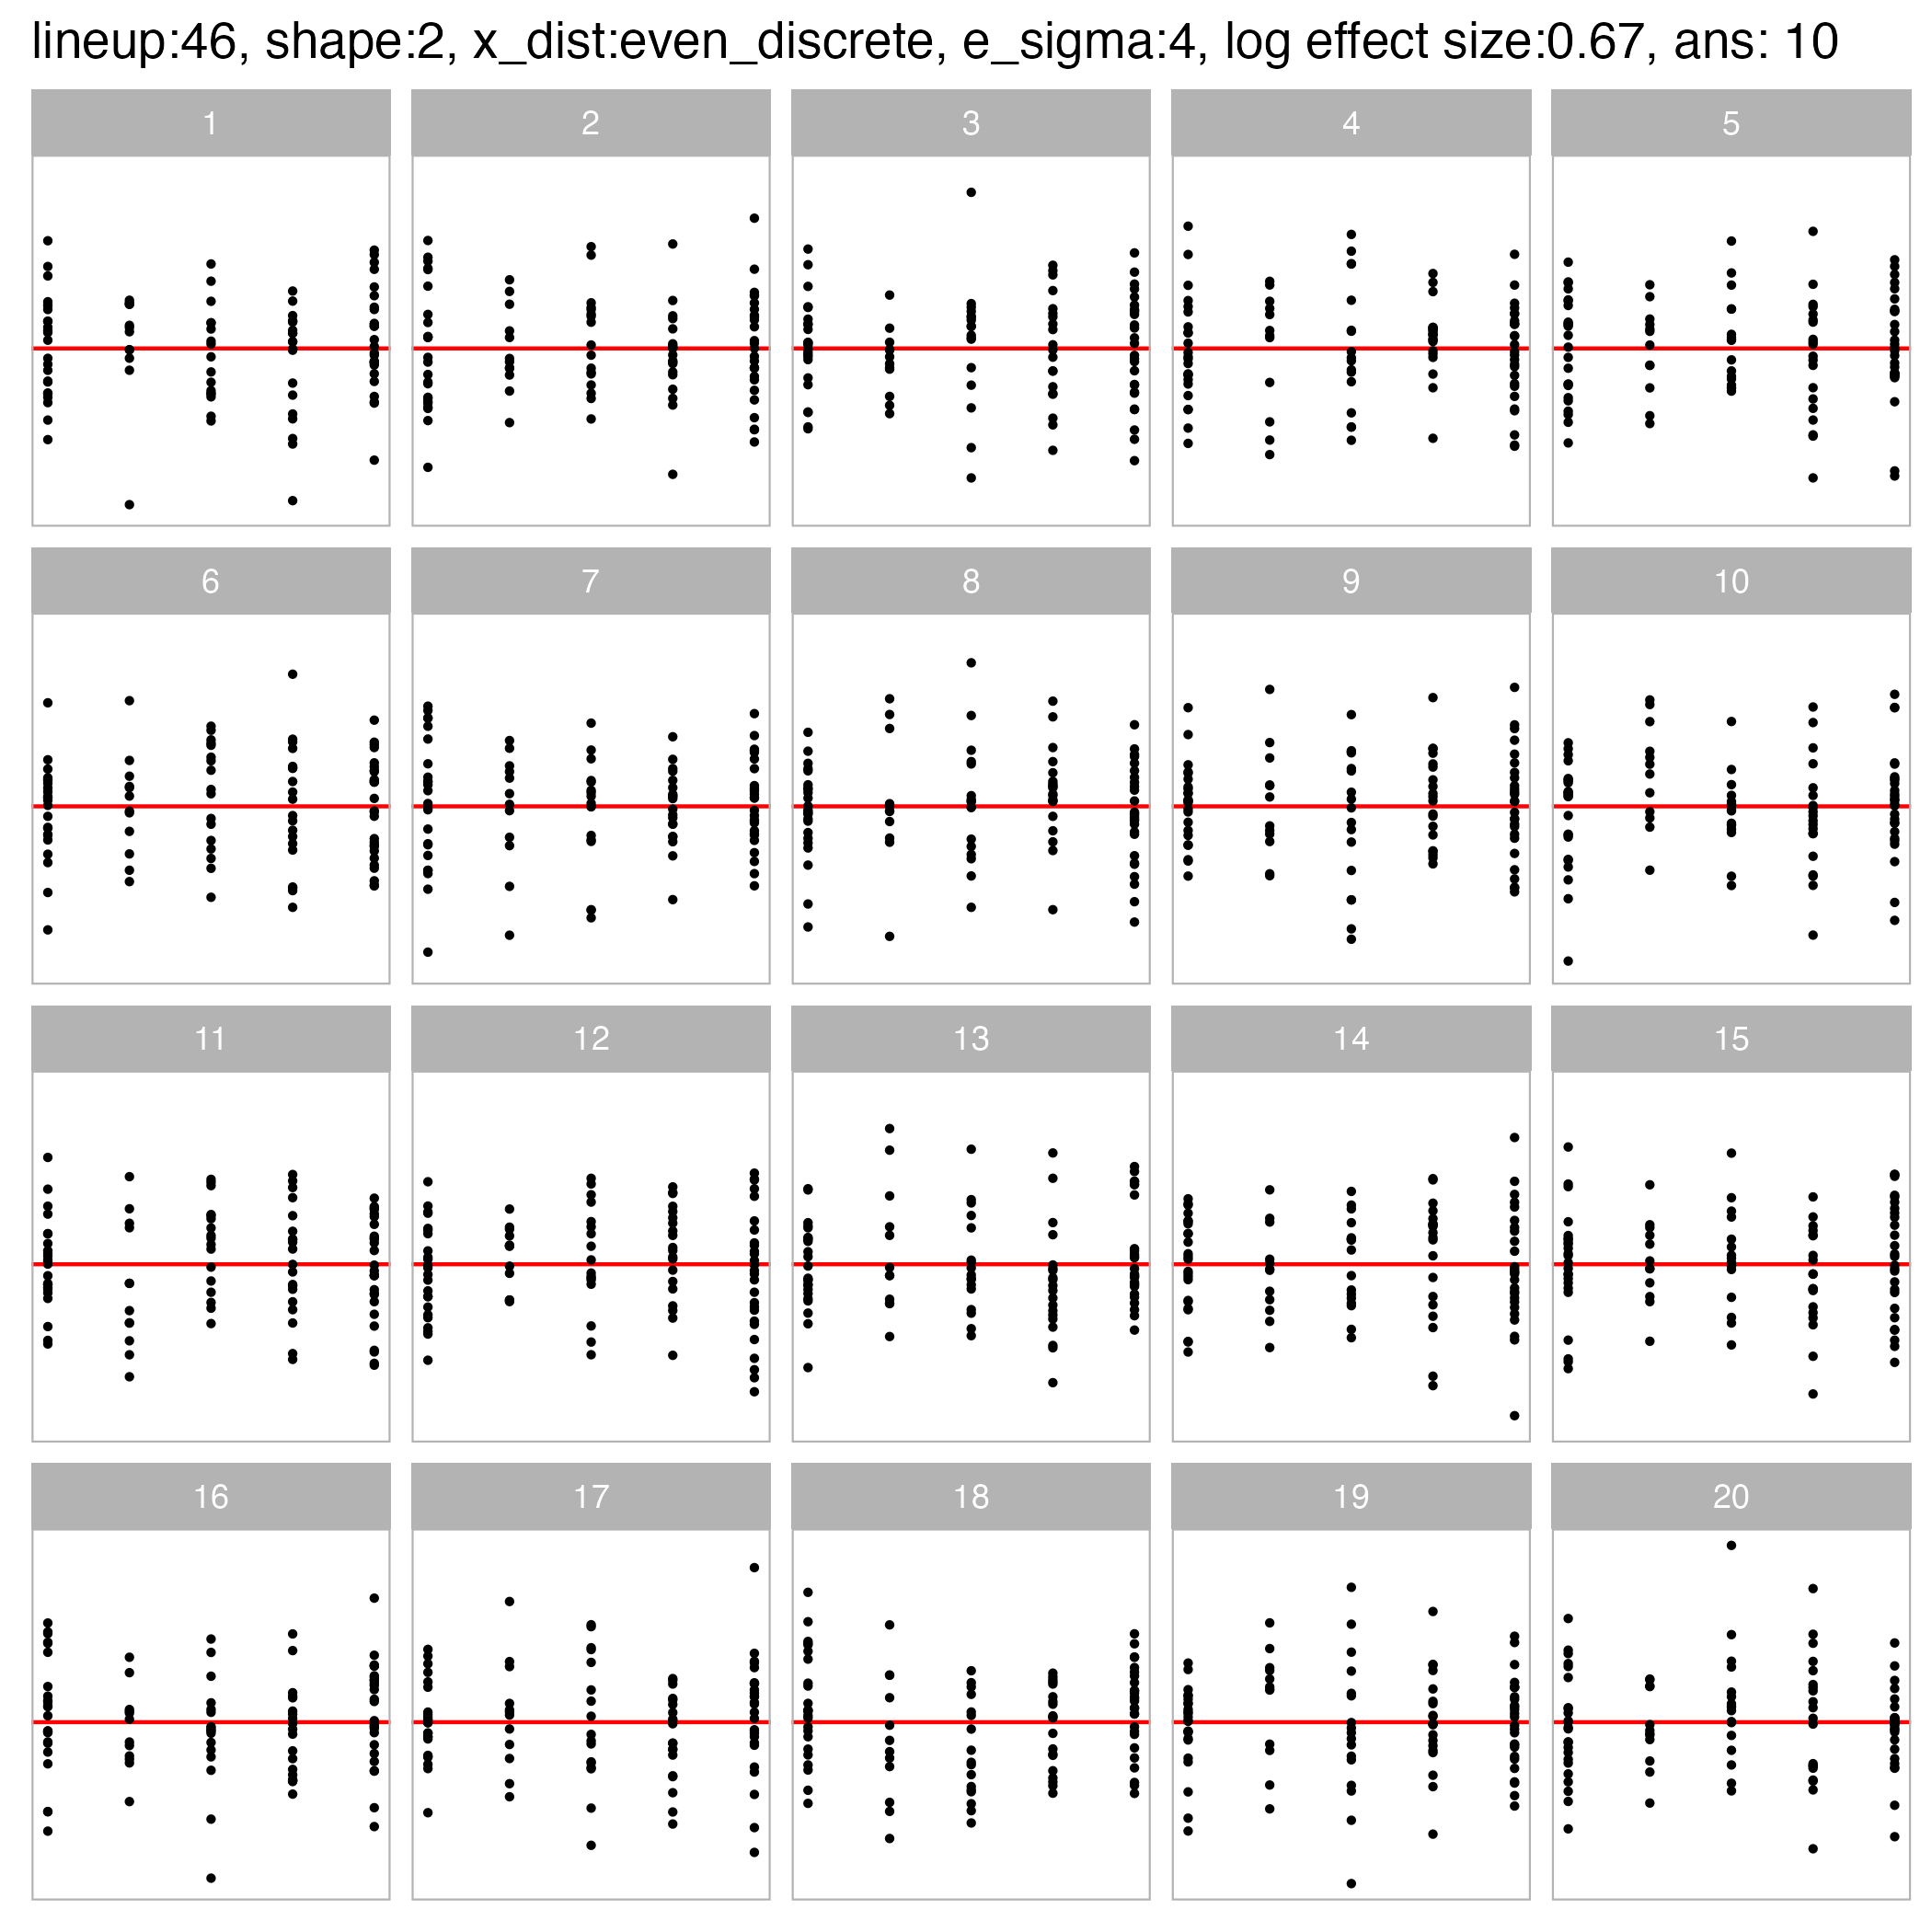 lineup:46, shape:2, x_dist:even_discrete, e_sigma:4, log effect size:0.67, ans: 10
1 2 3 4 5
6 7 8 9 10
11 12 13 14 15
16 17 18 19 20